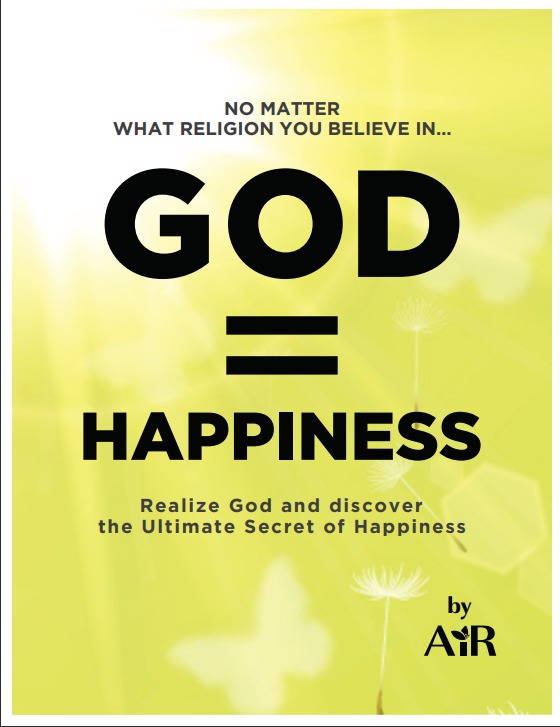 NO MATTER
WHAT RELIGION YOU BELIEVE IN...
GOD
=
HAPPINESS
Realize God and discover
the Ultimate Secret of Happiness
by
AiR